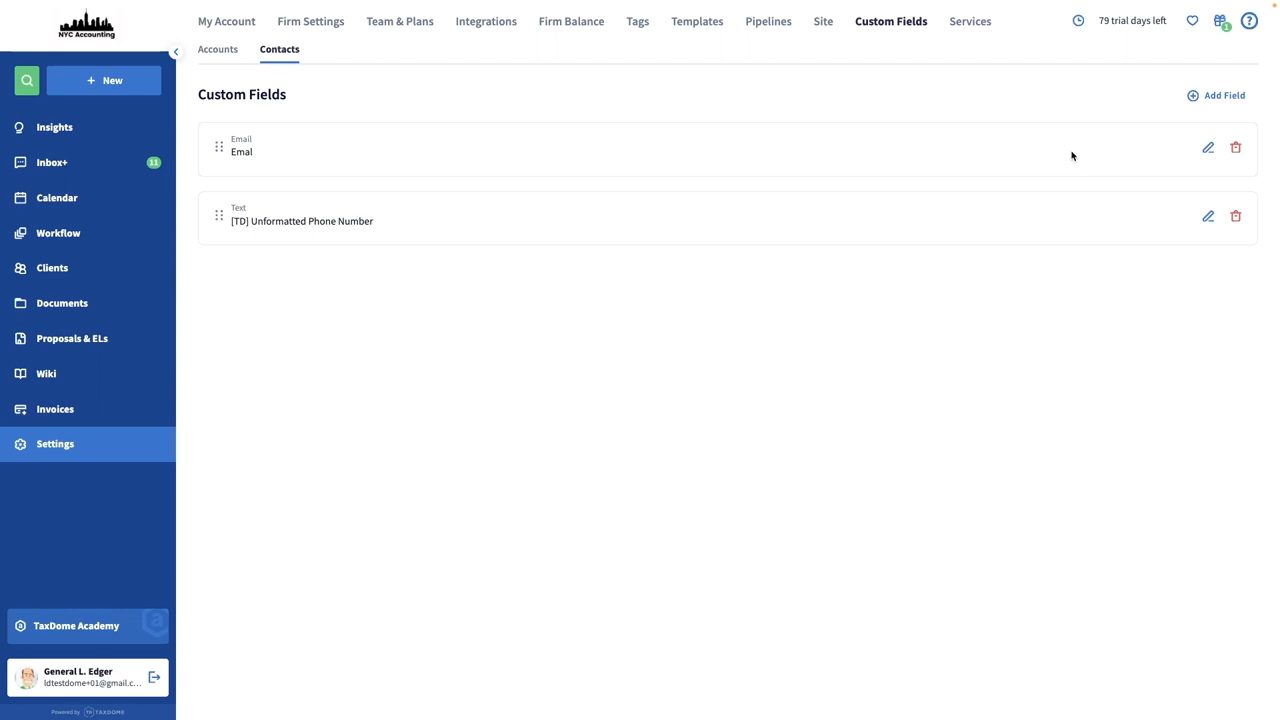 NYC Accounting
My Account Firm Settings Team & Plans Integrations Firm Balance Tags Templates Pipelines Site Custom Fields Services 79 trial days left 1 ?
Accounts Contacts
+ New
Insights
Inbox+ 11
Calendar
Workflow
Clients
Documents
Proposals & ELs
Wiki
Invoices
Settings
TaxDome Academy
General L. Edger
ldtestdome+01@gmail.c...
Powered by TD TAXDOME
Custom Fields
Add Field
Email
Emal
Text
[TD] Unformatted Phone Number